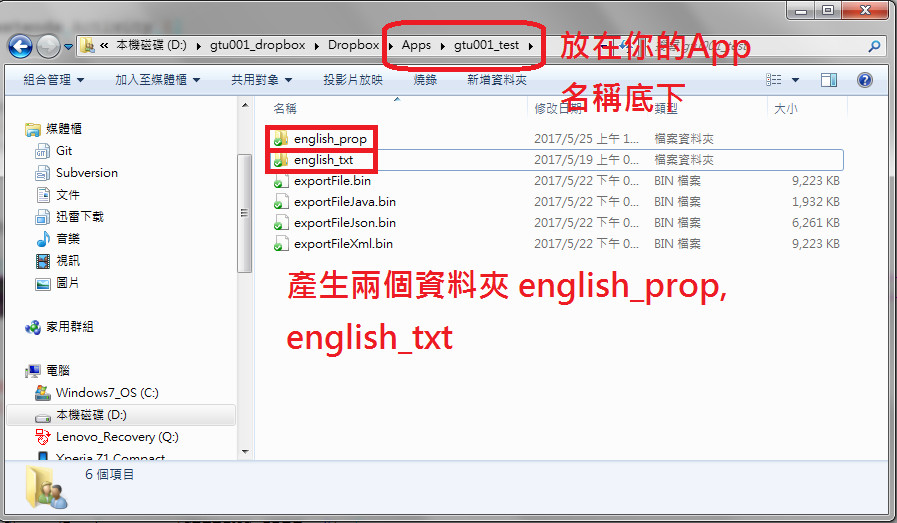 « 本機磁碟 (D:) ▸ gtu001_dropbox ▸ Dropbox ▸ Apps ▸ gtu001_test ▸
放在你的App
名稱底下
組合管理 加入至媒體櫃 共用對象 投影片放映 燒錄 新增資料夾
名稱 修改日期 類型 大小
媒體櫃
Git
Subversion
文件
迅雷下載
音樂
視訊
圖片
家用群組
電腦
Windows7_OS (C:)
本機磁碟 (D:)
Lenovo_Recovery (Q:)
Xperia Z1 Compact
english_prop 2017/5/25 上午 1... 檔案資料夾
english_txt 2017/5/19 上午 0... 檔案資料夾
exportFile.bin 2017/5/22 下午 0... BIN 檔案 9,223 KB
exportFileJava.bin 2017/5/22 下午 0... BIN 檔案 1,932 KB
exportFileJson.bin 2017/5/22 下午 0... BIN 檔案 6,261 KB
exportFileXml.bin 2017/5/22 下午 0... BIN 檔案 9,223 KB
產生兩個資料夾 english_prop,
english_txt
6 個項目